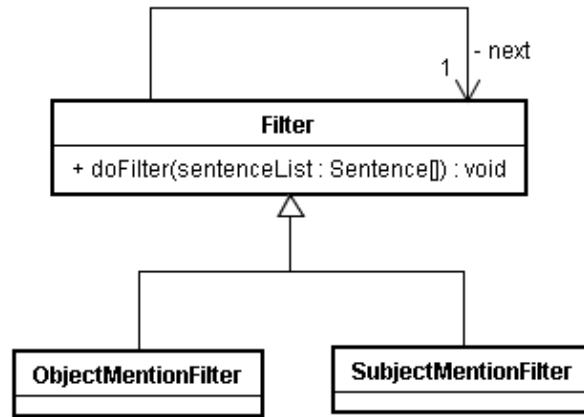 - next
1
Filter
+ doFilter(sentenceList : Sentence[]) : void
ObjectMentionFilter
SubjectMentionFilter